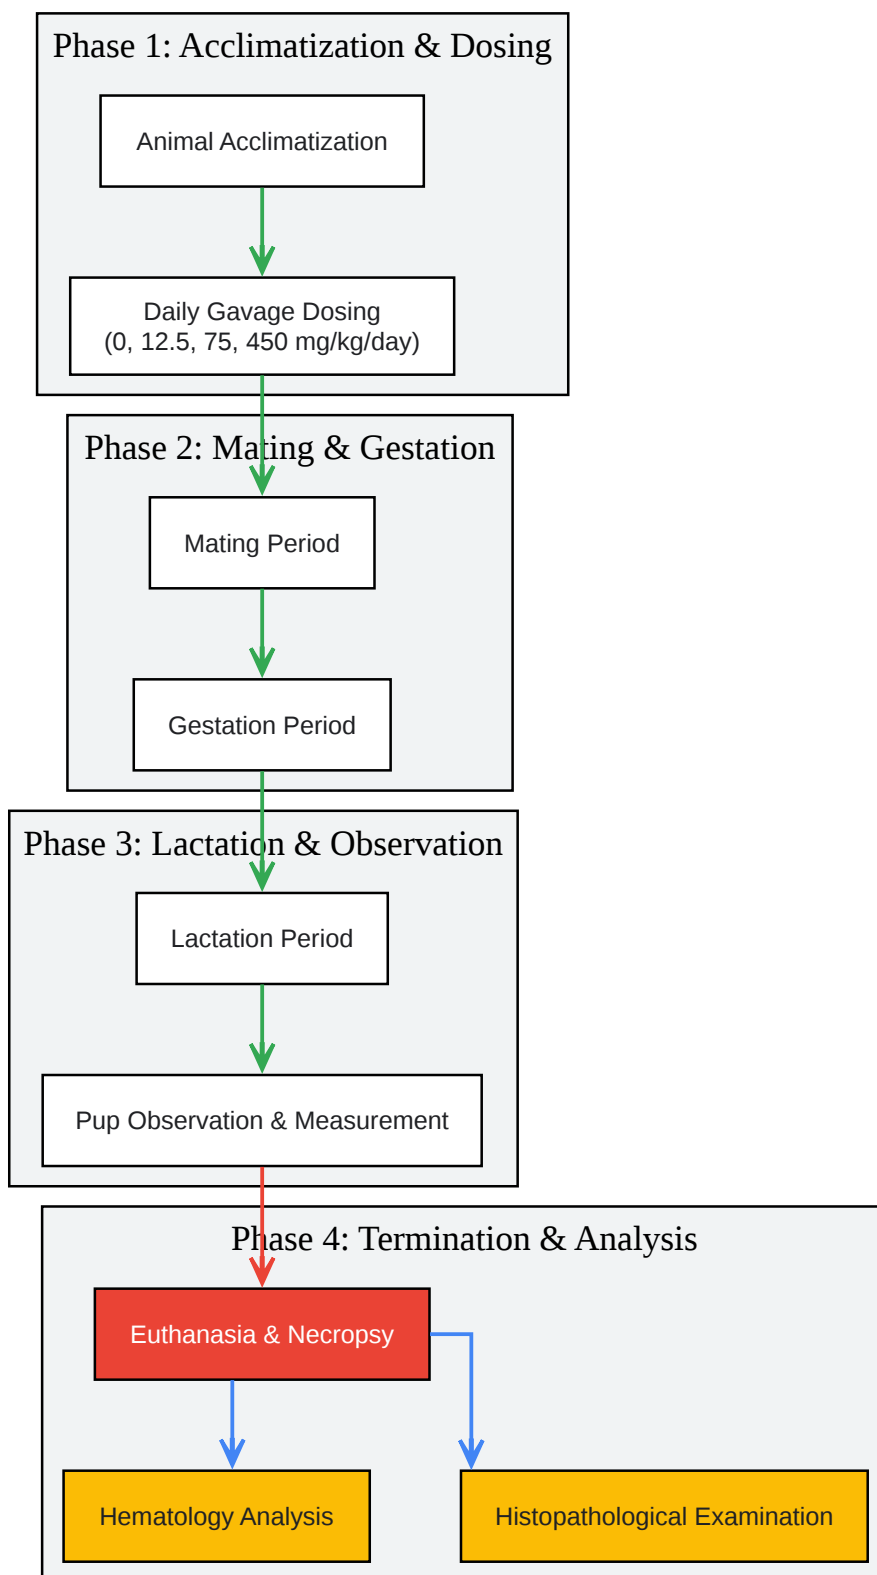 Phase 1: Acclimatization & Dosing
Animal Acclimatization
Daily Gavage Dosing
(0, 12.5, 75, 450 mg/kg/day)
Phase 2: Mating & Gestation
Mating Period
Gestation Period
Phase 3: Lactation & Observation
Lactation Period
Pup Observation & Measurement
Phase 4: Termination & Analysis
Euthanasia & Necropsy
Hematology Analysis
Histopathological Examination